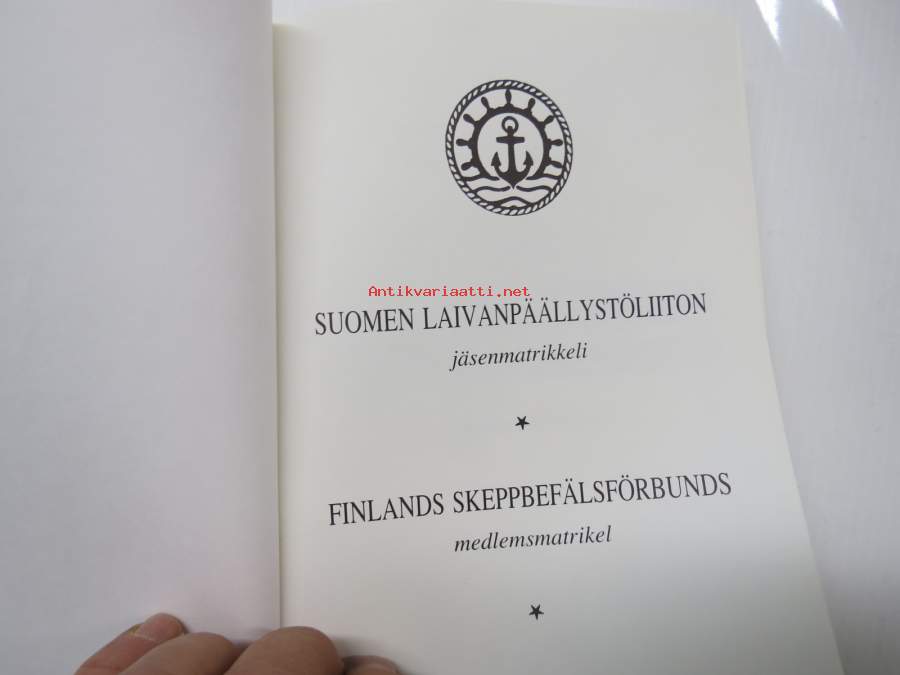 Antikvariaatti.net
SUOMEN LAIVANPÄÄLLYSTÖLIITON
jäsenmatrikkeli
FINLANDS SKEPPBEFÄLSFÖRBUNDS
medlemsmatrikel